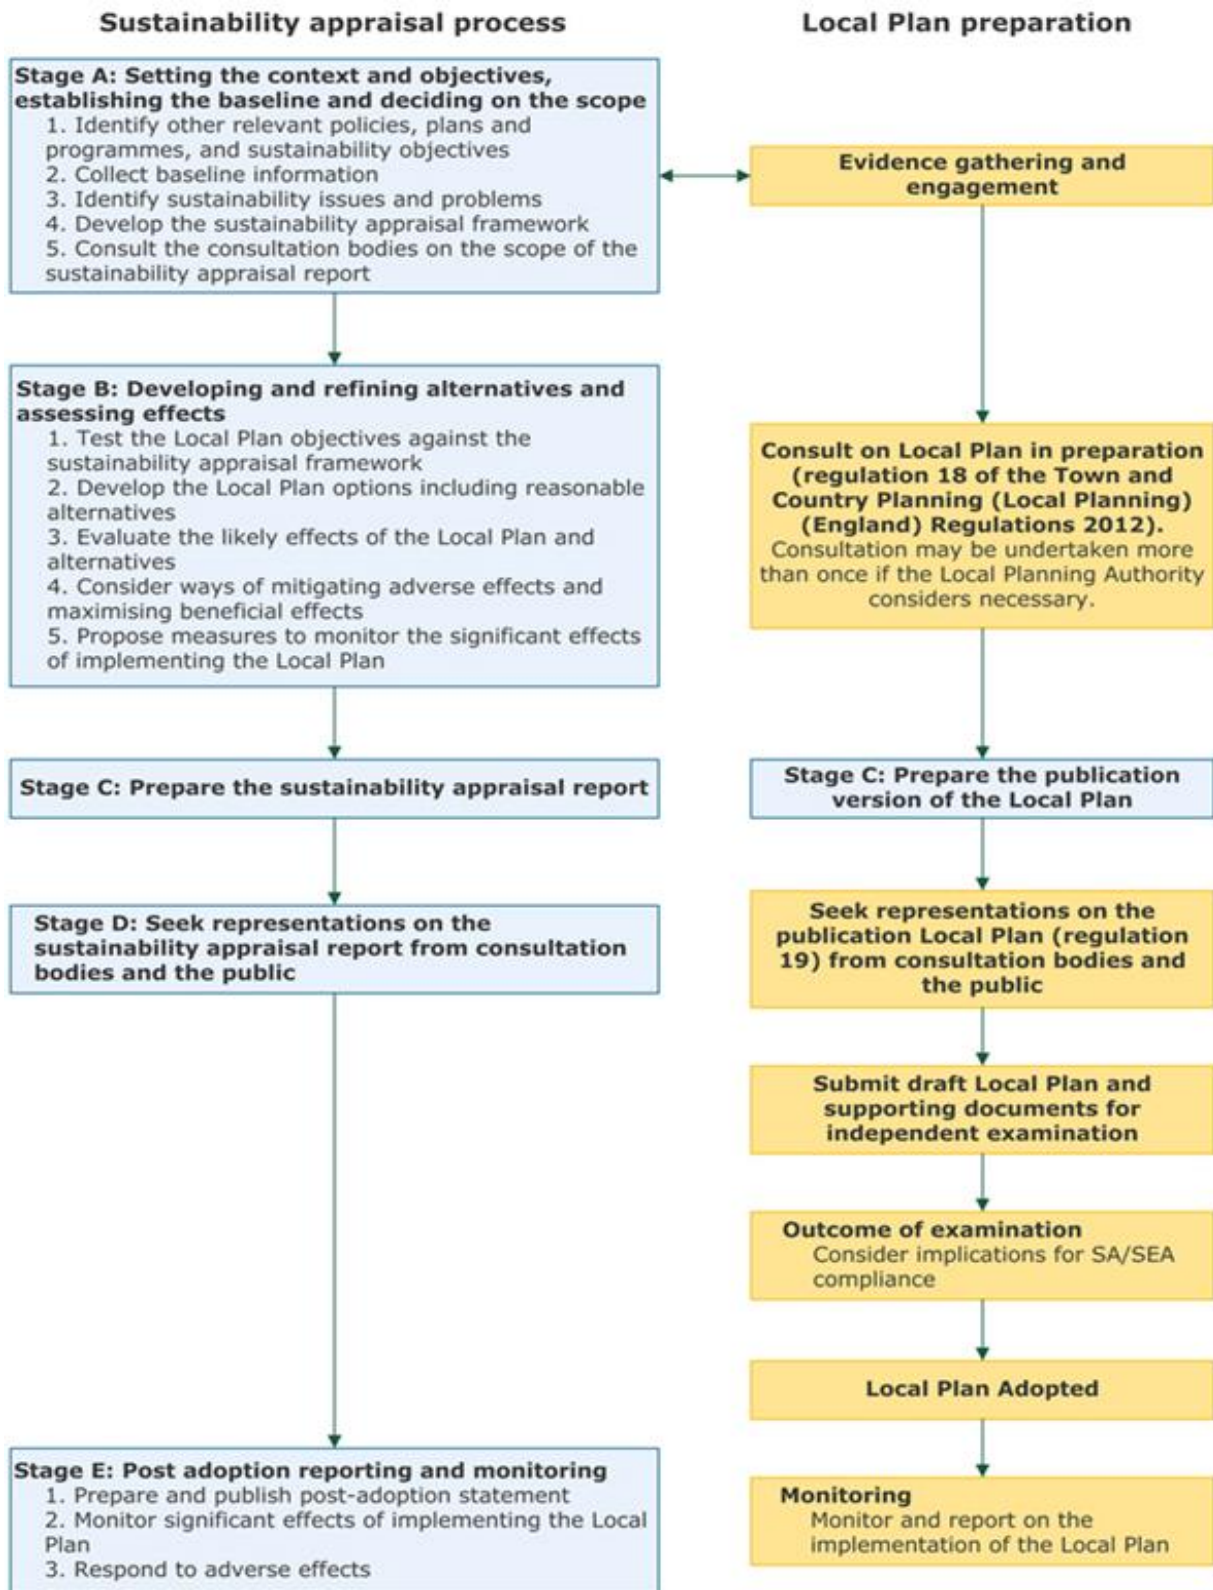 Sustainability appraisal process
Local Plan preparation
Stage A: Setting the context and objectives,
establishing the baseline and deciding on the scope
1. Identify other relevant policies, plans and
programmes, and sustainability objectives
2. Collect baseline information
3. Identify sustainability issues and problems
4. Develop the sustainability appraisal framework
5. Consult the consultation bodies on the scope of the
sustainability appraisal report
Evidence gathering and
engagement
Stage B: Developing and refining alternatives and
assessing effects
1. Test the Local Plan objectives against the
sustainability appraisal framework
2. Develop the Local Plan options including reasonable
alternatives
3. Evaluate the likely effects of the Local Plan and
alternatives
4. Consider ways of mitigating adverse effects and
maximising beneficial effects
5. Propose measures to monitor the significant effects
of implementing the Local Plan
Consult on Local Plan in preparation
(regulation 18 of the Town and
Country Planning (Local Planning)
(England) Regulations 2012).
Consultation may be undertaken more
than once if the Local Planning Authority
considers necessary.
Stage C: Prepare the sustainability appraisal report
Stage C: Prepare the publication
version of the Local Plan
Stage D: Seek representations on the
sustainability appraisal report from consultation
bodies and the public
Seek representations on the
publication Local Plan (regulation
19) from consultation bodies and
the public
Submit draft Local Plan and
supporting documents for
independent examination
Outcome of examination
Consider implications for SA/SEA
compliance
Local Plan Adopted
Stage E: Post adoption reporting and monitoring
1. Prepare and publish post-adoption statement
2. Monitor significant effects of implementing the Local
Plan
3. Respond to adverse effects
Monitoring
Monitor and report on the
implementation of the Local Plan